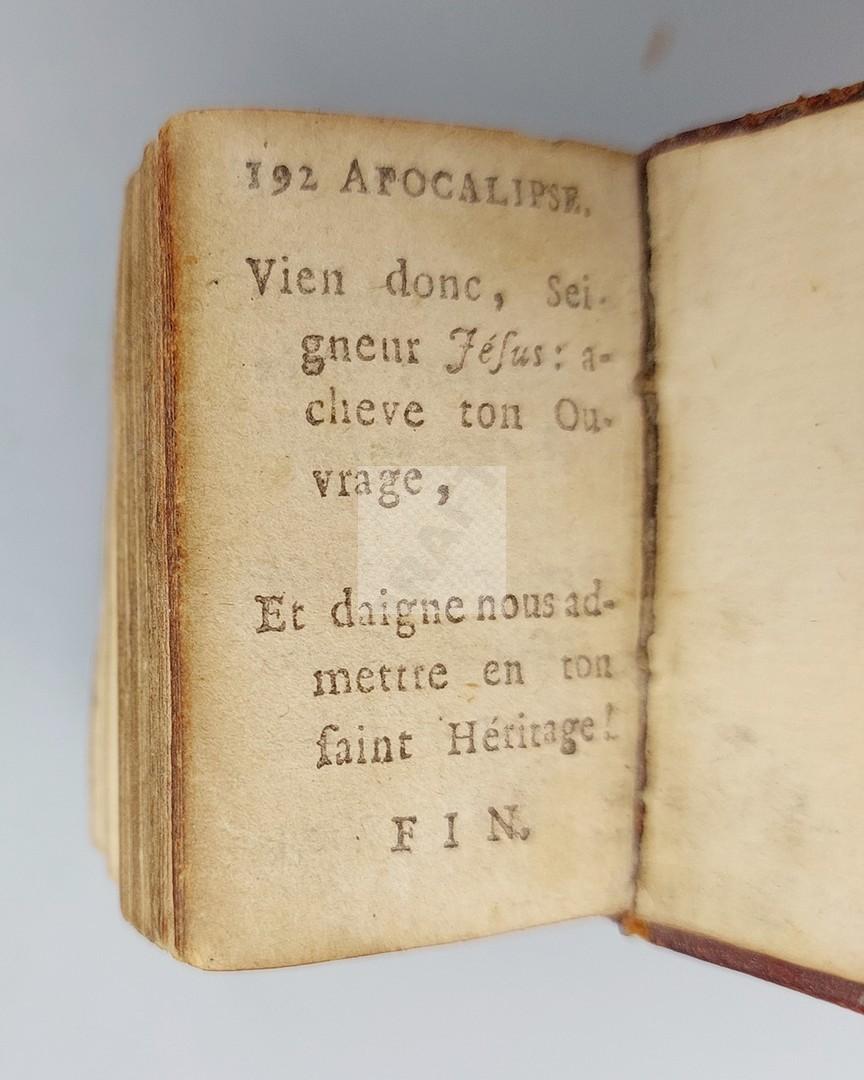 192 APOCALIPSE.
Vien donc, Sei-
gneur Jéſus: a-
cheve ton Ou-
vrage,
Et daigne nous ad-
mettre en ton
ſaint Héritage!
FIN.